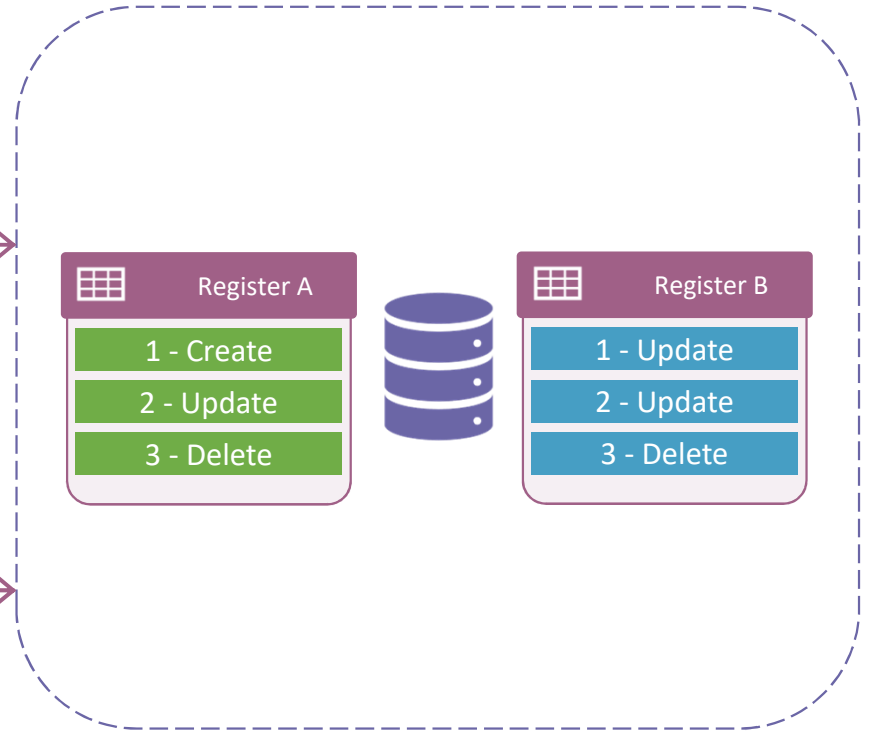 Register A
1 - Create
2 - Update
3 - Delete
Register B
1 - Update
2 - Update
3 - Delete